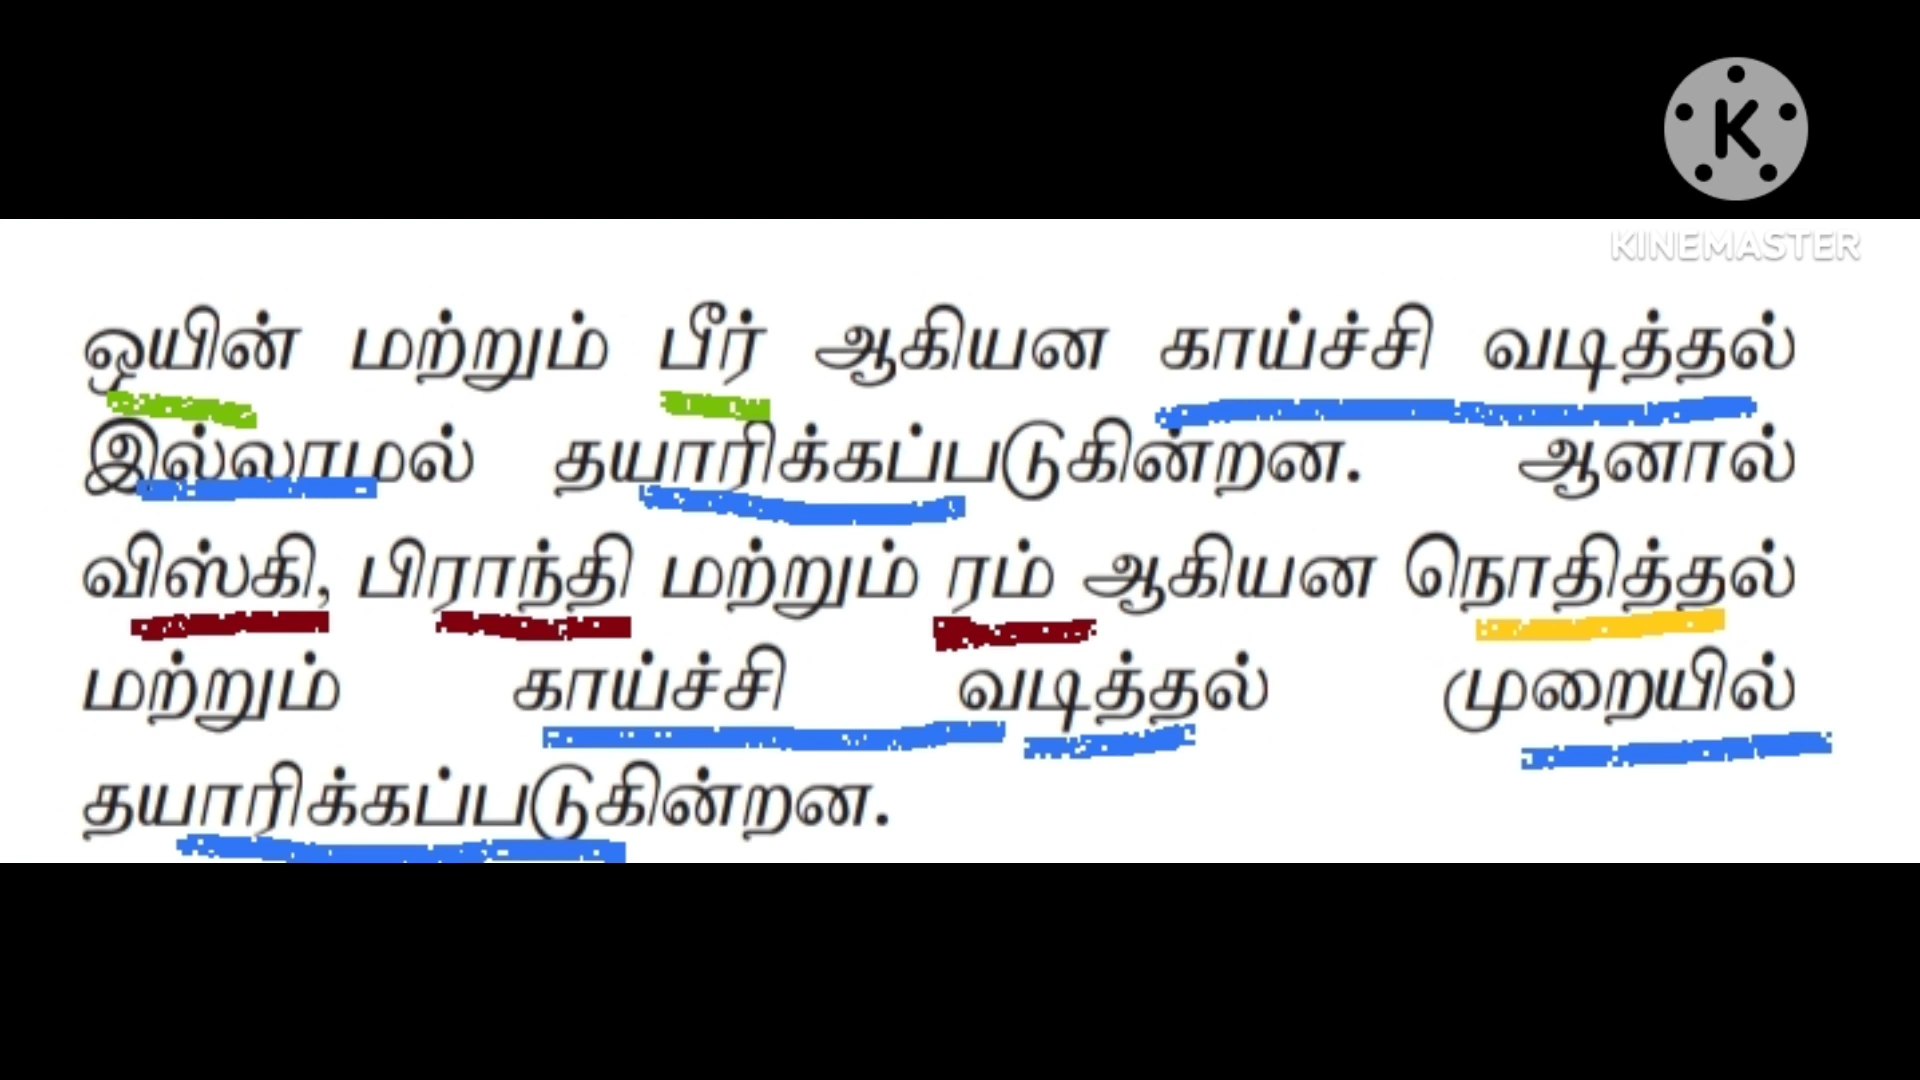 K
KINEMASTER
ஒயின் மற்றும் பீர் ஆகியன காய்ச்சி வடித்தல்
இல்லாமல் தயாரிக்கப்படுகின்றன. ஆனால்
விஸ்கி, பிராந்தி மற்றும் ரம் ஆகியன நொதித்தல்
மற்றும் காய்ச்சி வடித்தல் முறையில்
தயாரிக்கப்படுகின்றன.